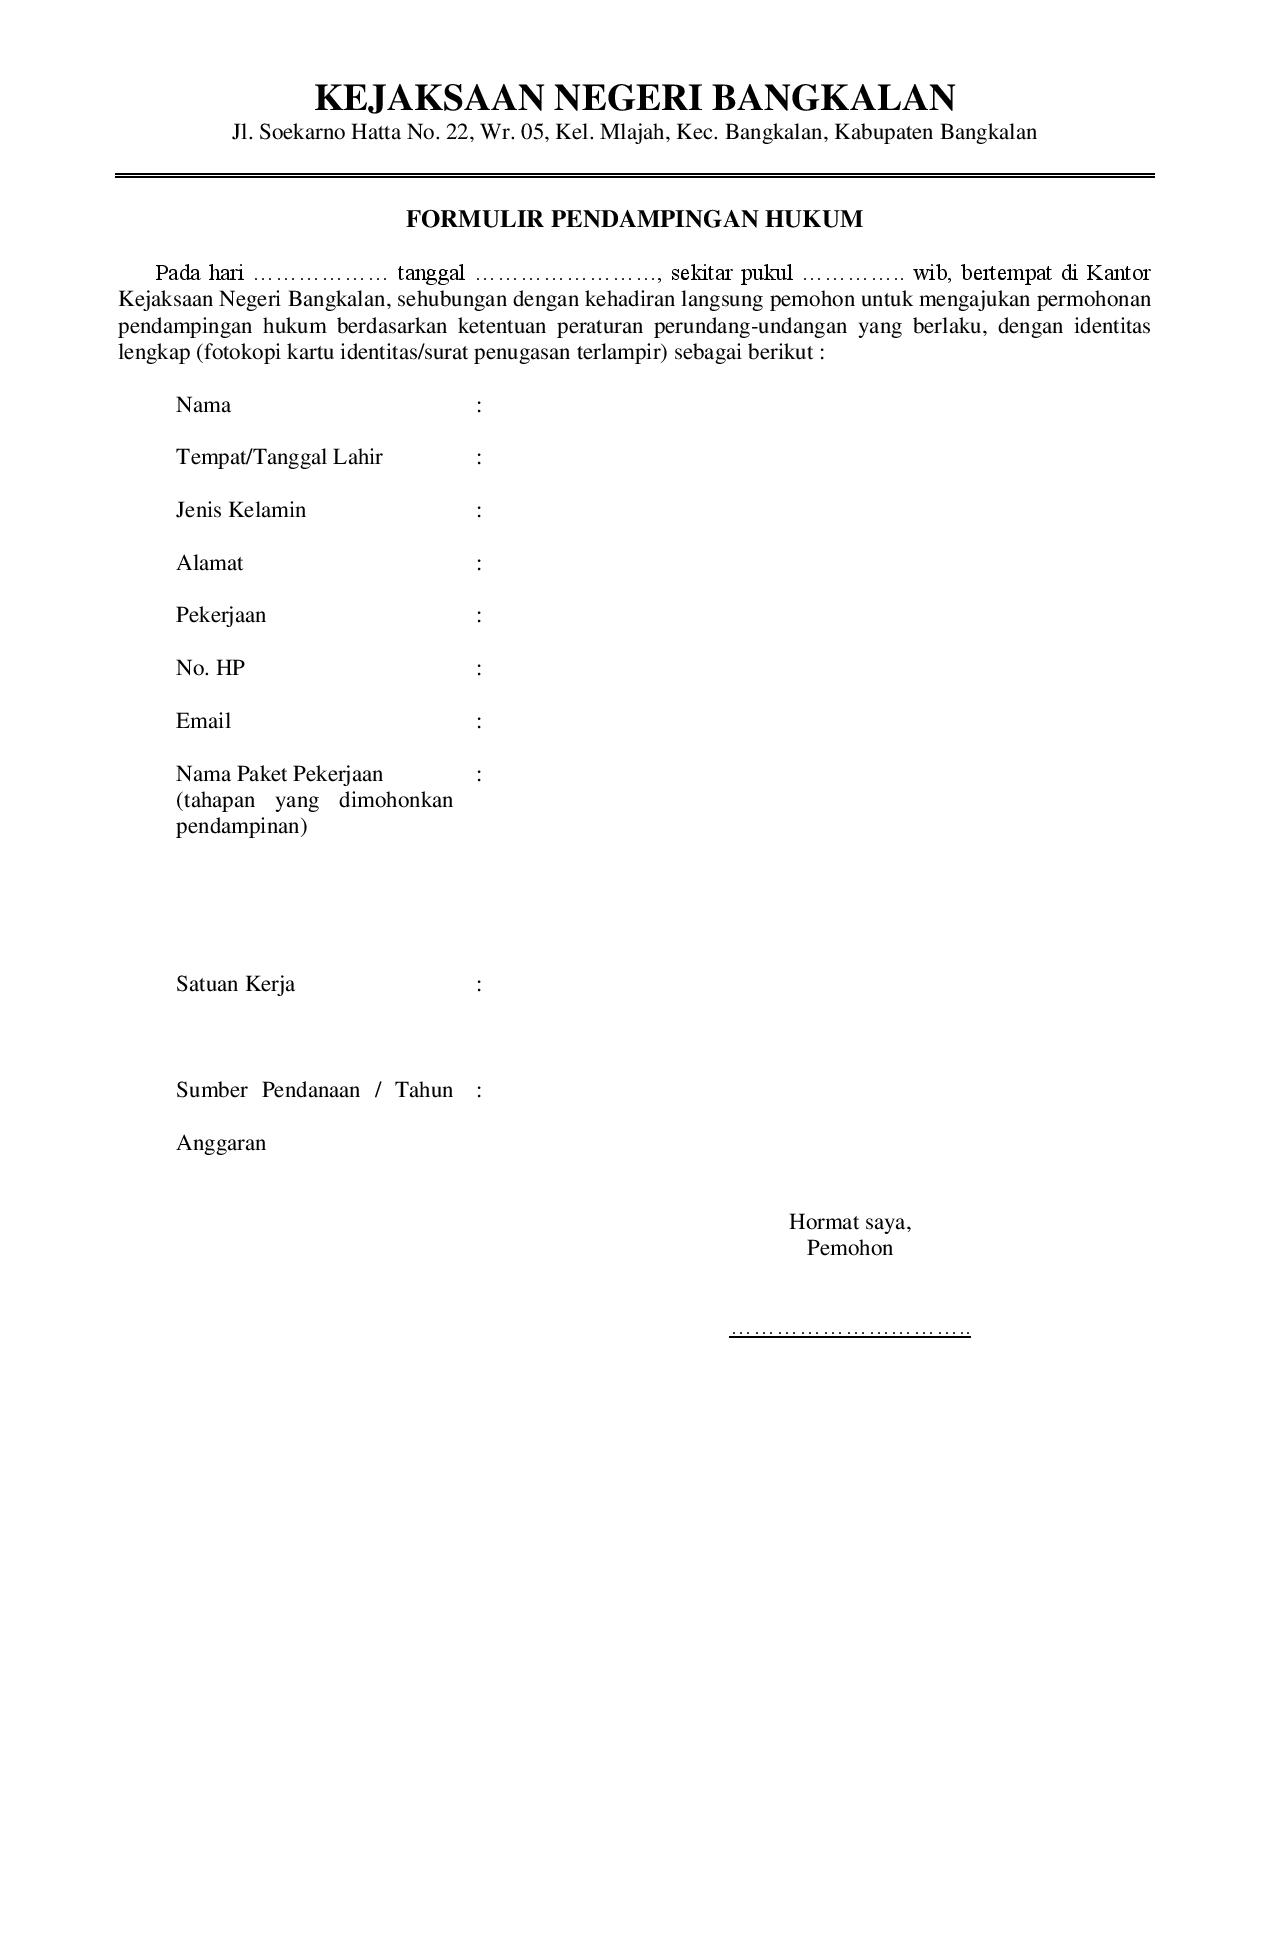 KEJAKSAAN NEGERI BANGKALAN
Jl. Soekarno Hatta No. 22, Wr. 05, Kel. Mlajah, Kec. Bangkalan, Kabupaten Bangkalan
FORMULIR PENDAMPINGAN HUKUM
Pada hari ……………… tanggal ……………………, sekitar pukul ………….. wib, bertempat di Kantor
Kejaksaan Negeri Bangkalan, sehubungan dengan kehadiran langsung pemohon untuk mengajukan permohonan
pendampingan hukum berdasarkan ketentuan peraturan perundang-undangan yang berlaku, dengan identitas
lengkap (fotokopi kartu identitas/surat penugasan terlampir) sebagai berikut :
Nama :
Tempat/Tanggal Lahir :
Jenis Kelamin :
Alamat :
Pekerjaan :
No. HP :
Email :
Nama Paket Pekerjaan :
(tahapan yang dimohonkan
pendampinan)
Satuan Kerja :
Sumber Pendanaan / Tahun :
Anggaran
Hormat saya,
Pemohon
…………………………..